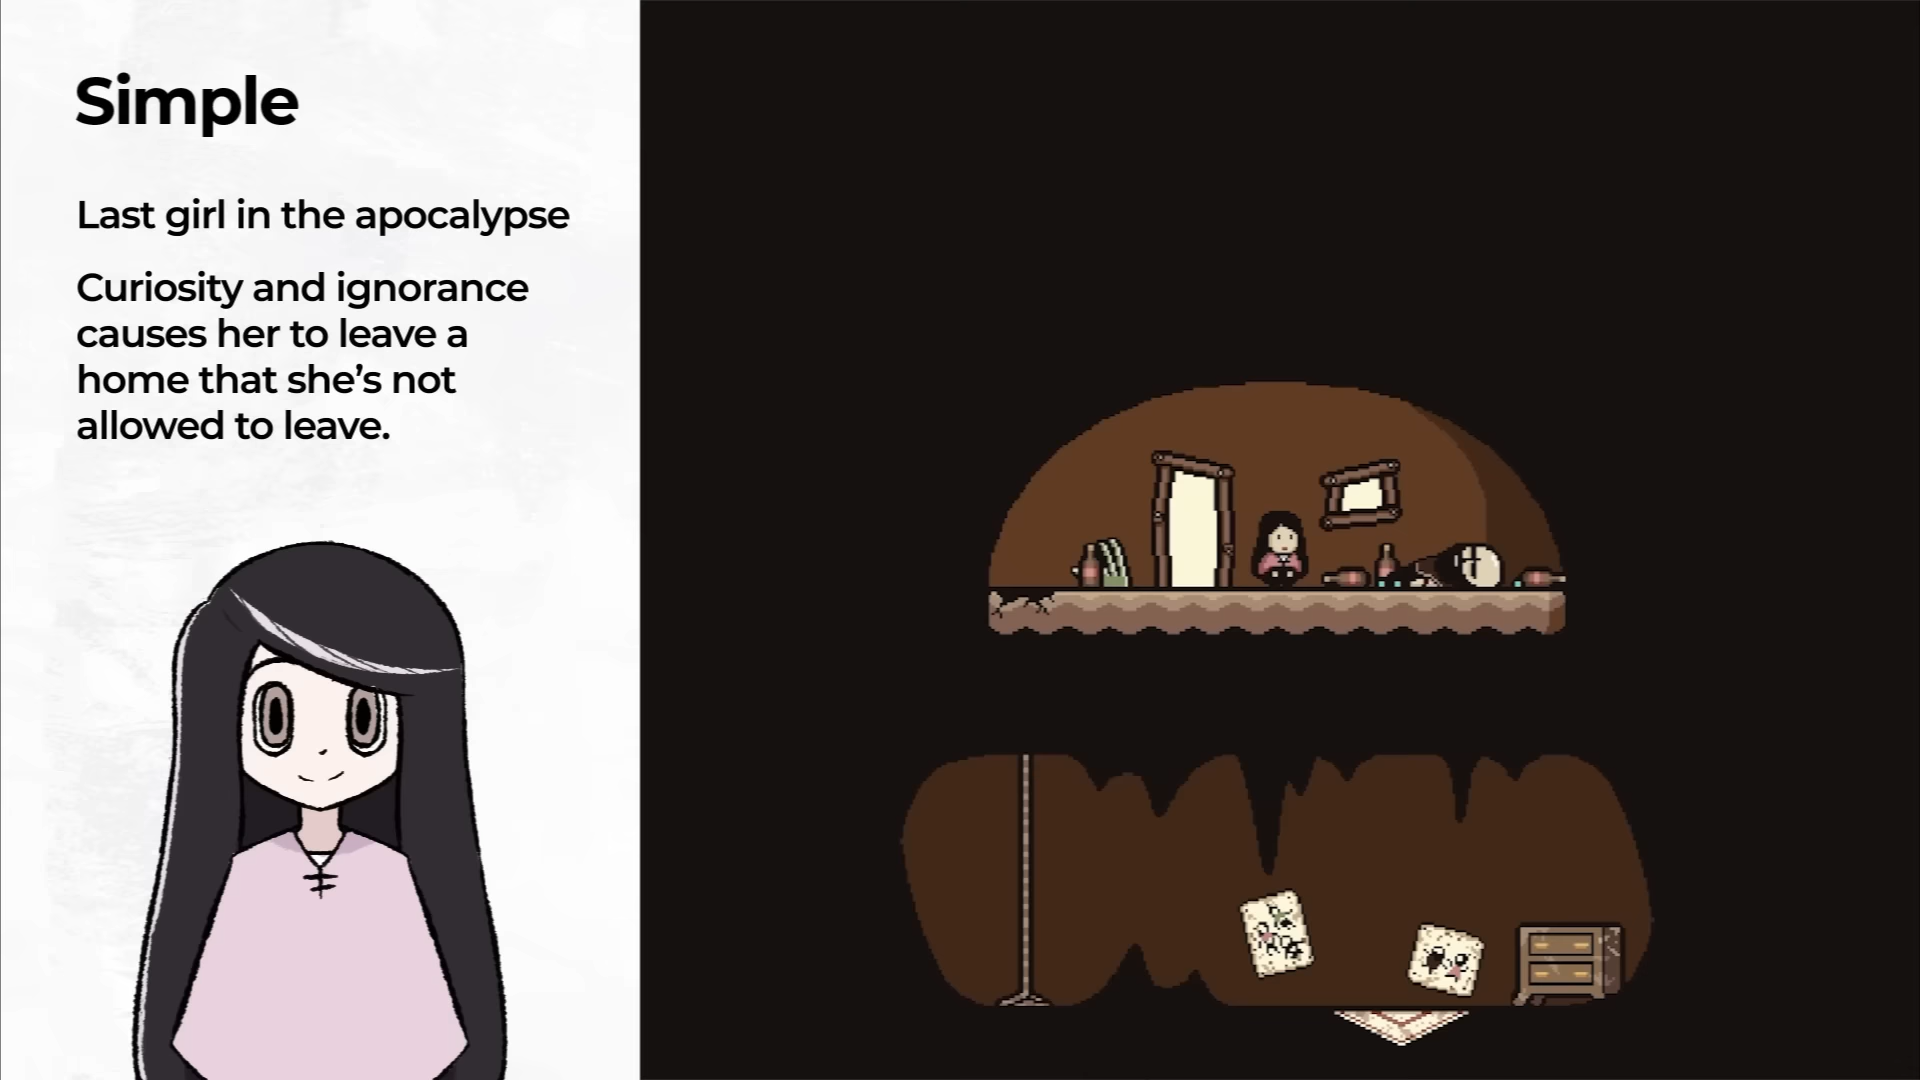 Simple
Last girl in the apocalypse
Curiosity and ignorance
causes her to leave a
home that she’s not
allowed to leave.